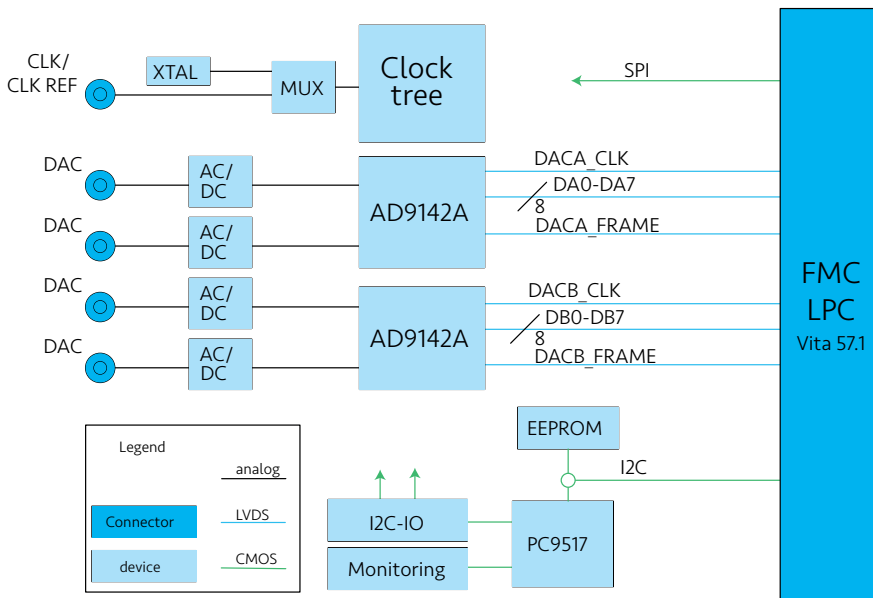 CLK/
CLK REF
XTAL
MUX
Clock
tree
SPI
DAC
AC/
DC
DAC
AC/
DC
AD9142A
DACA_CLK
DA0-DA7
8
DACA_FRAME
DAC
AC/
DC
DAC
AC/
DC
AD9142A
DACB_CLK
DB0-DB7
8
DACB_FRAME
FMC
LPC
Vita 57.1
EEPROM
I2C
I2C-IO
PC9517
Monitoring
Legend
analog
Connector
LVDS
device
CMOS